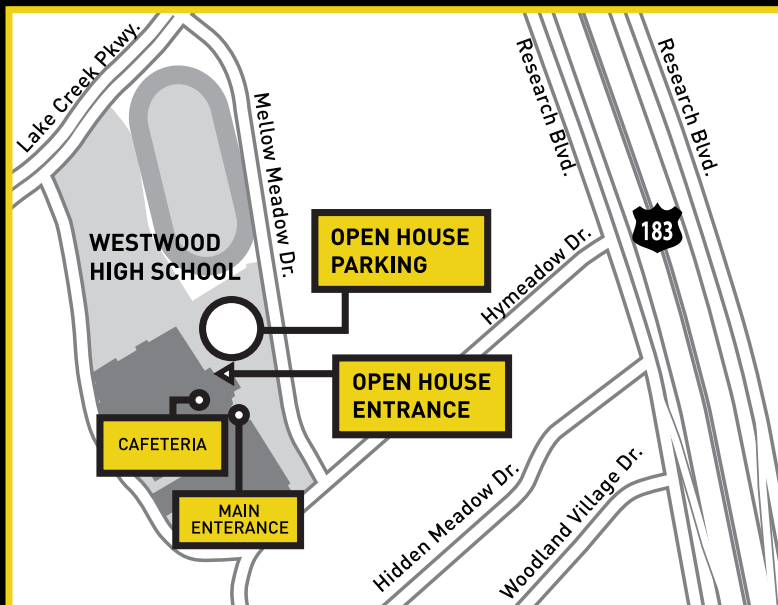 Lake Creek Pkwy.
Mellow Meadow Dr.
Research Blvd.
Research Blvd.
183
WESTWOOD
HIGH SCHOOL
OPEN HOUSE
PARKING
Hymeadow Dr.
OPEN HOUSE
ENTRANCE
CAFETERIA
MAIN
ENTERANCE
Hidden Meadow Dr.
Woodland Village Dr.